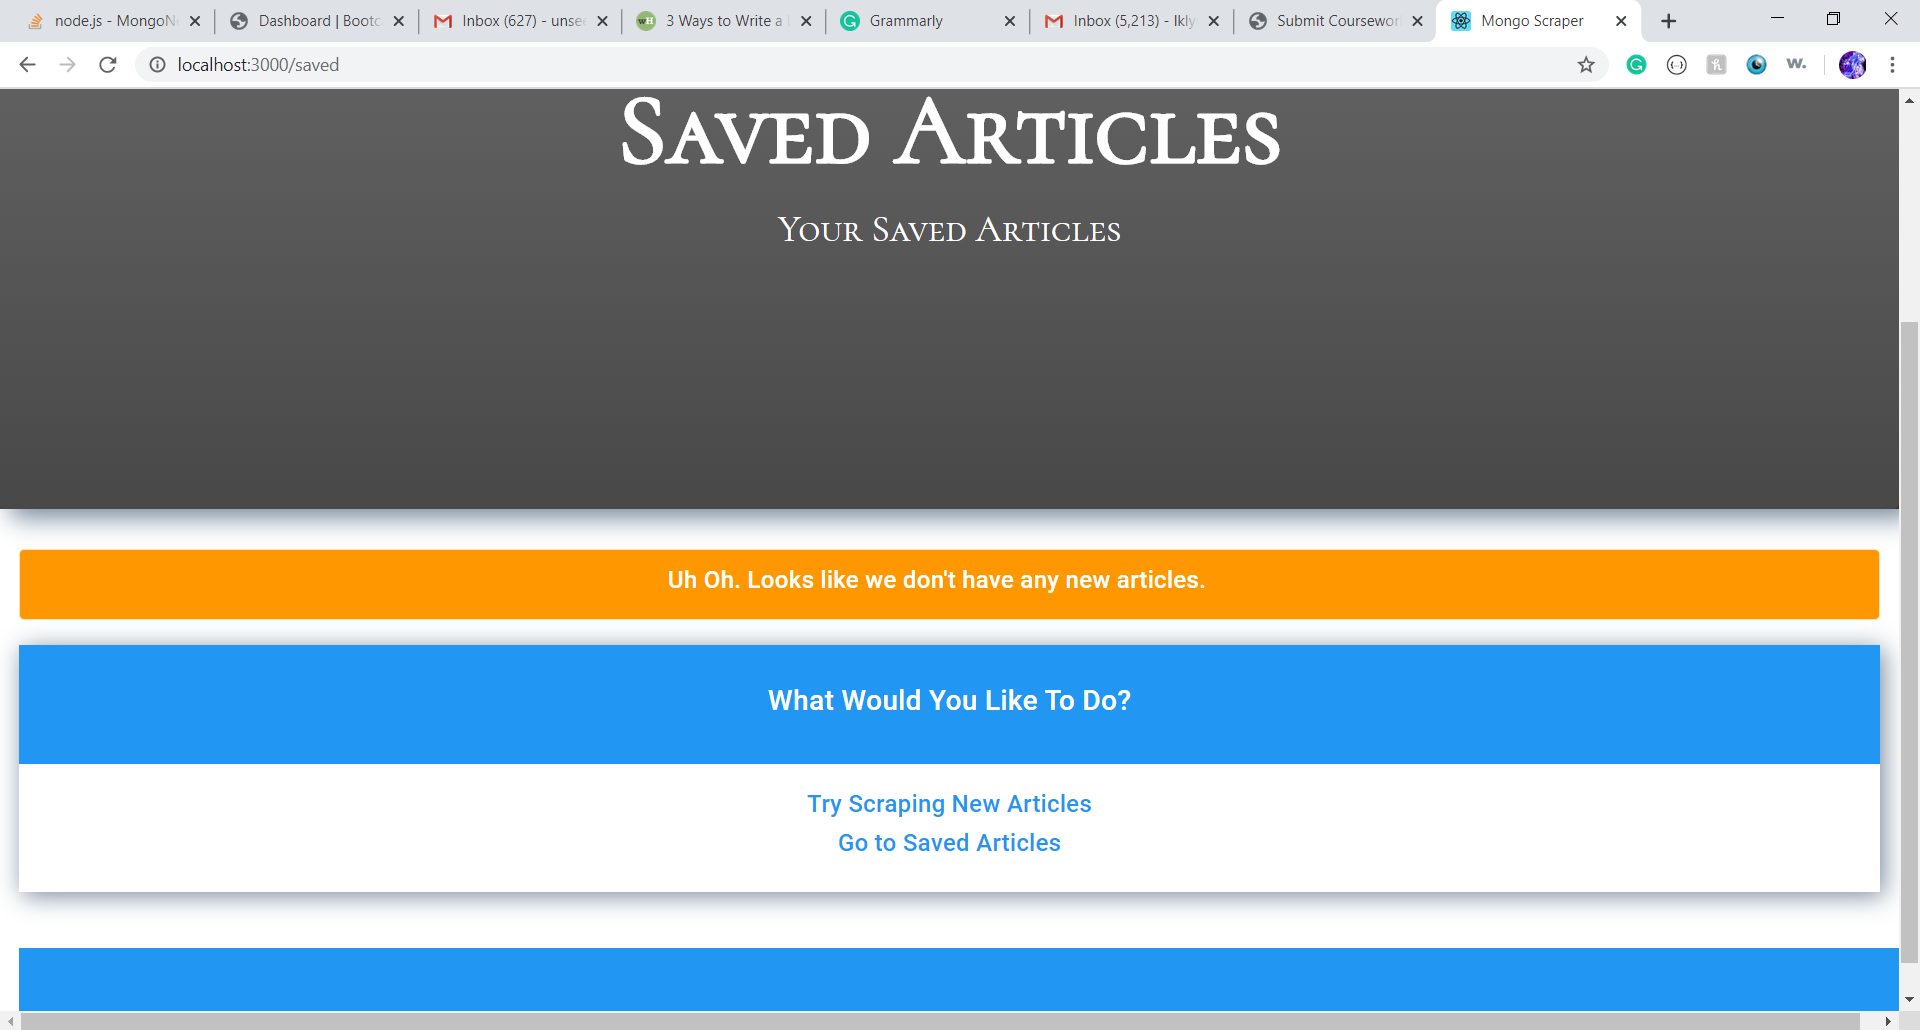 node.js - MongoN
Dashboard | Bootc
Inbox (627) - unse
3 Ways to Write a
Grammarly
Inbox (5,213) - lkly
Submit Coursewor
Mongo Scraper
localhost:3000/saved
w.
Saved Articles
Your Saved Articles
Uh Oh. Looks like we don't have any new articles.
What Would You Like To Do?
Try Scraping New Articles
Go to Saved Articles